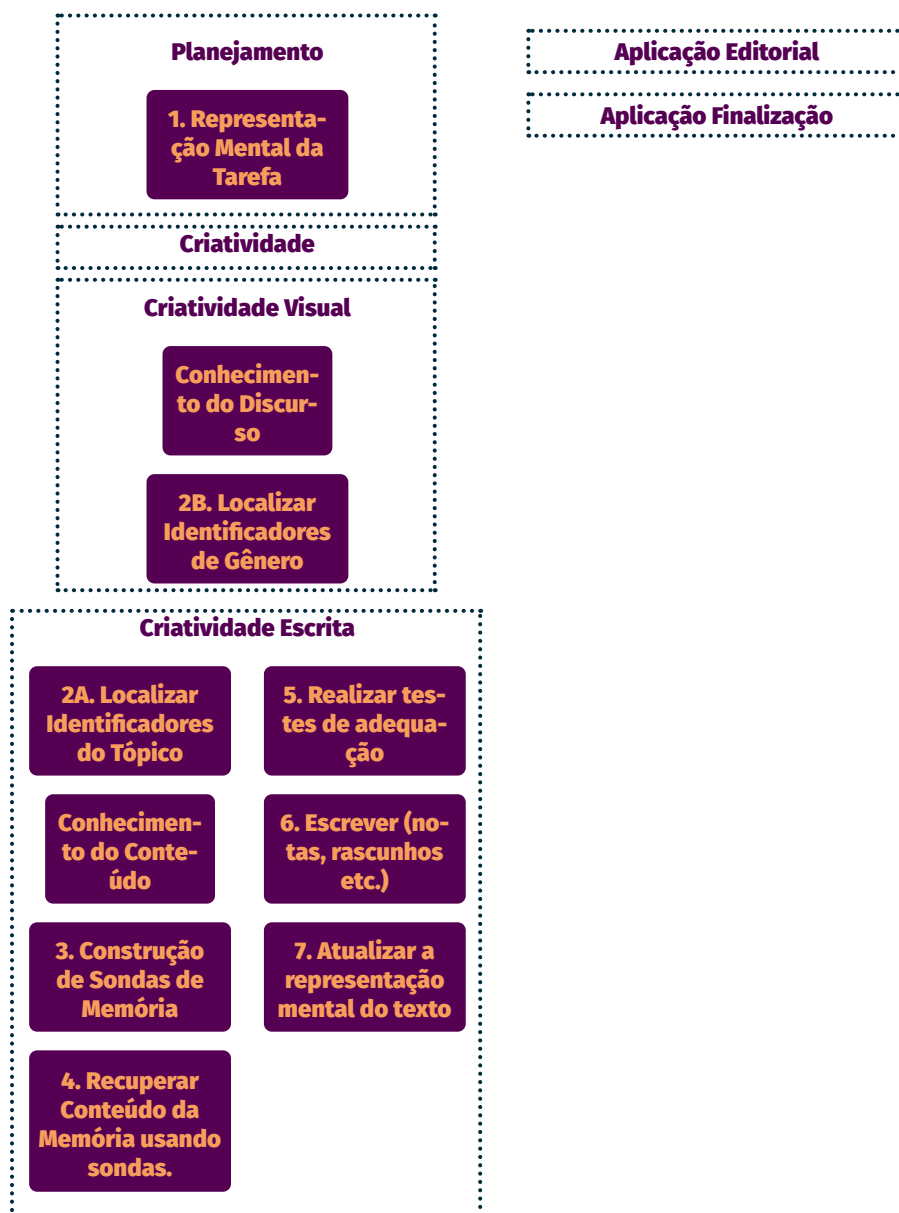 Planejamento
1. Representa-
ção Mental da
Tarefa
Criatividade
Criatividade Visual
Conhecimen-
to do Discur-
so
2B. Localizar
Identificadores
de Gênero
Criatividade Escrita
2A. Localizar
Identificadores
do Tópico
Conhecimen-
to do Conte-
údo
3. Construção
de Sondas de
Memória
4. Recuperar
Conteúdo da
Memória usando
sondas.
5. Realizar tes-
tes de adequa-
ção
6. Escrever (no-
tas, rascunhos
etc.)
7. Atualizar a
representação
mental do texto
Aplicação Editorial
Aplicação Finalização